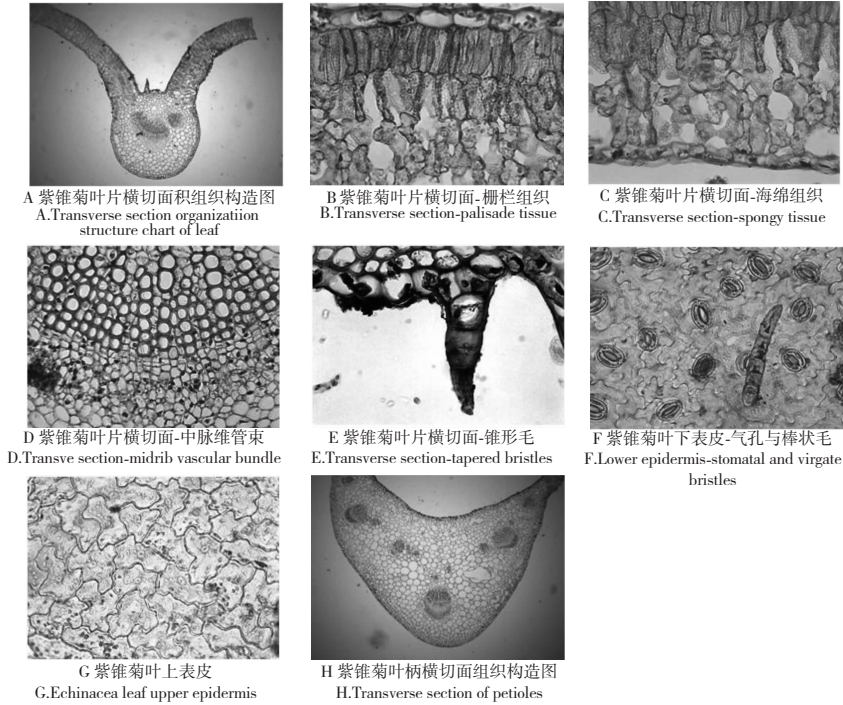 A 紫锥菊叶片横切面积组织构造图
A.Transverse section organizatiion
structure chart of leaf
B紫锥菊叶片横切面-栅栏组织
B.Transverse section-palisade tissue
C 紫锥菊叶片横切面-海绵组织
C.Transverse section-spongy tissue
D 紫锥菊叶片横切面-中脉维管束
D.Transve section-midrib vascular bundle
E 紫锥菊叶片横切面-锥形毛
E.Transverse section-tapered bristles
F 紫锥菊叶下表皮-气孔与棒状毛
F.Lower epidermis-stomatal and virgate
bristles
G 紫锥菊叶上表皮
G.Echinacea leaf upper epidermis
H 紫锥菊叶柄横切面组织构造图
H.Transverse section of petioles